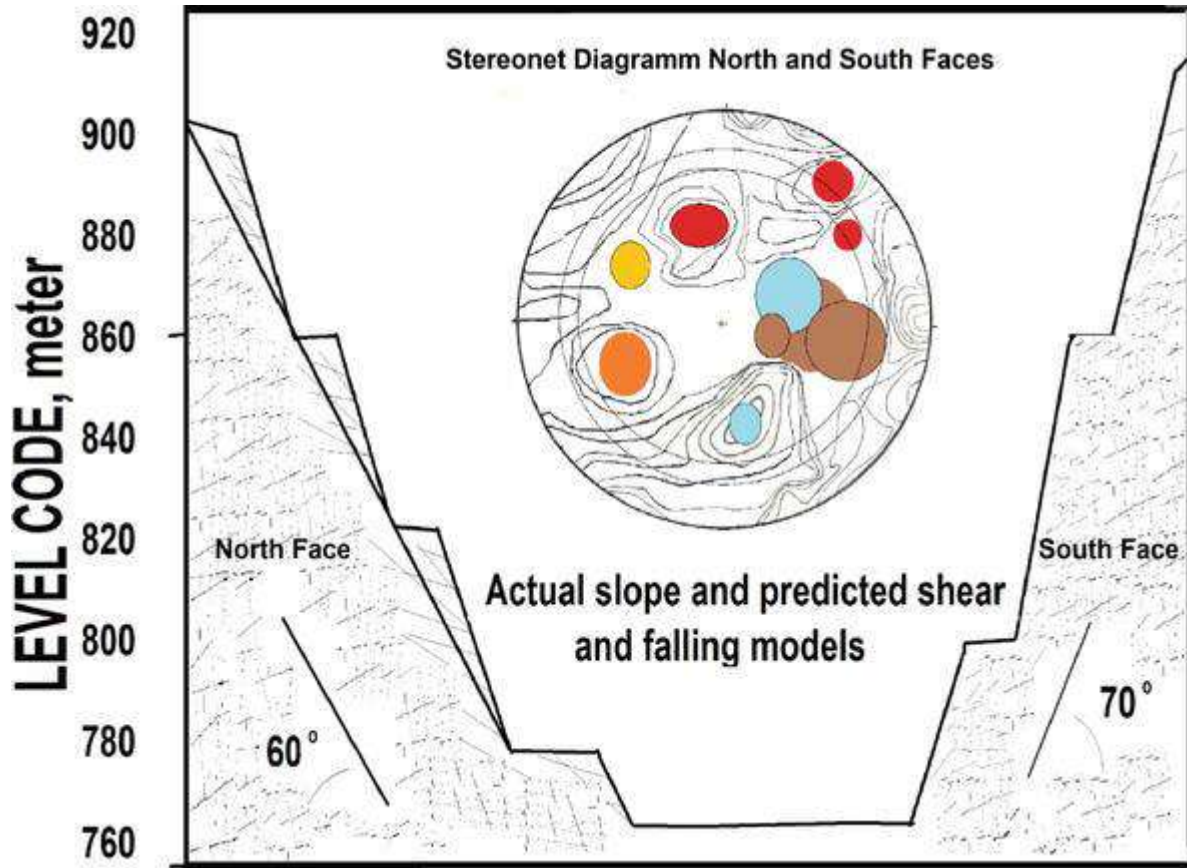 LEVEL CODE, meter
920
900
880
860
840
820
800
780
760
Stereonet Diagramm North and South Faces
North Face
South Face
Actual slope and predicted shear
and falling models
60°
70°